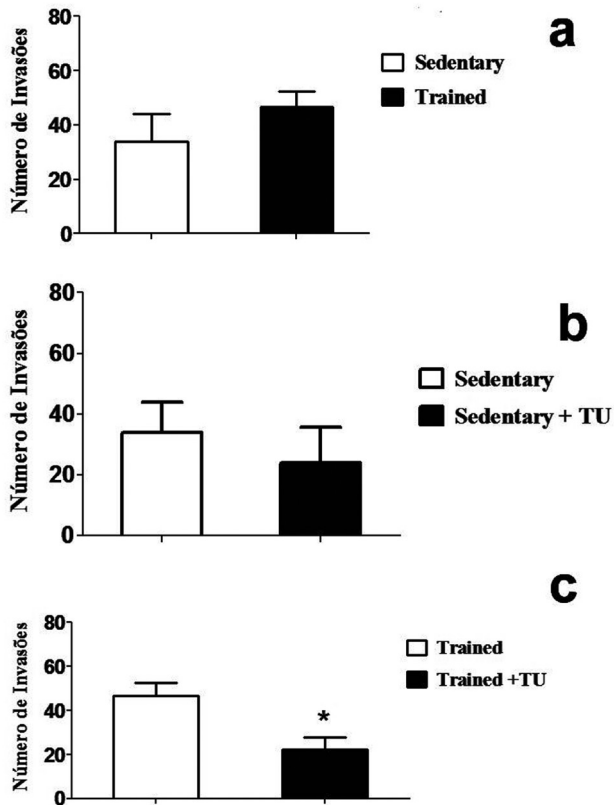 a
Número de Invasões
80
60
40
20
0
Sedentary
Trained
b
Número de Invasões
80
60
40
20
0
Sedentary
Sedentary + TU
c
Número de Invasões
80
60
40
20
0
*
Trained
Trained +TU